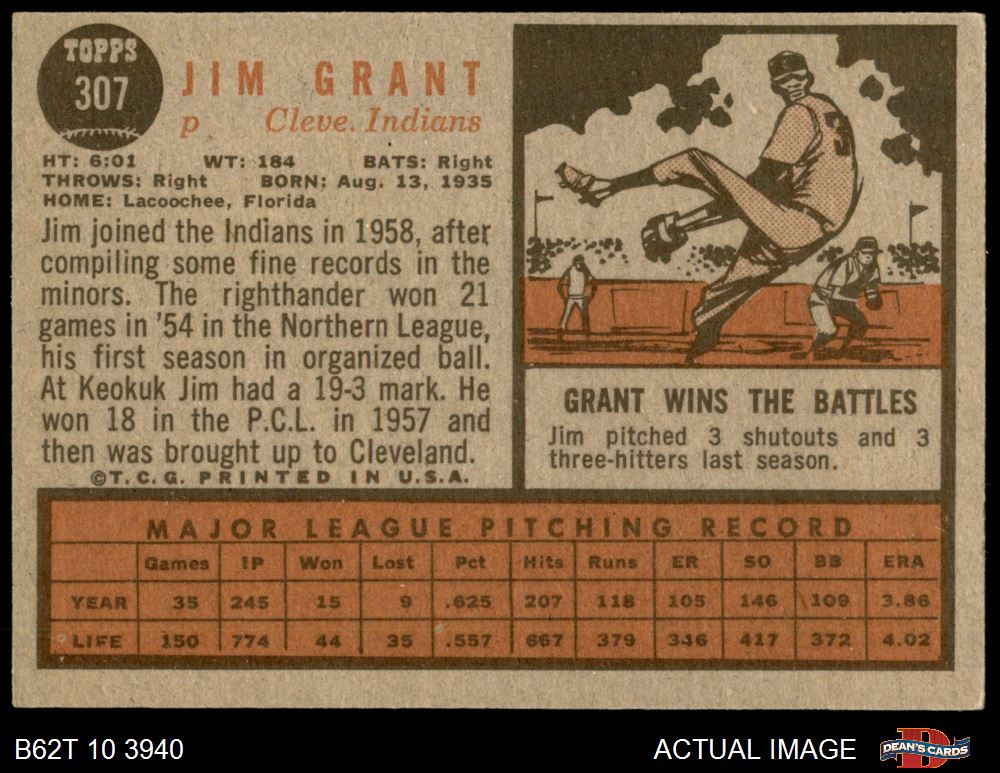 TOPPS
307
JIM GRANT
p Cleve. Indians
HT: 6:01 WT: 184 BATS: Right
THROWS: Right BORN: Aug. 13, 1935
HOME: Lacoochee, Florida
Jim joined the Indians in 1958, after
compiling some fine records in the
minors. The righthander won 21
games in '54 in the Northern League,
his first season in organized ball.
At Keokuk Jim had a 19-3 mark. He
won 18 in the P.C.L. in 1957 and
then was brought up to Cleveland.
©T.C.G. PRINTED IN U.S.A.
GRANT WINS THE BATTLES
Jim pitched 3 shutouts and 3
three-hitters last season.
MAJOR LEAGUE PITCHING RECORD
Games IP Won Lost Pct Hits Runs ER SO BB ERA
YEAR 35 245 15 9 .625 207 118 105 146 109 3.86
LIFE 150 774 44 35 .557 667 379 346 417 372 4.02
B62T 10 3940
ACTUAL IMAGE
DEAN'S CARDS